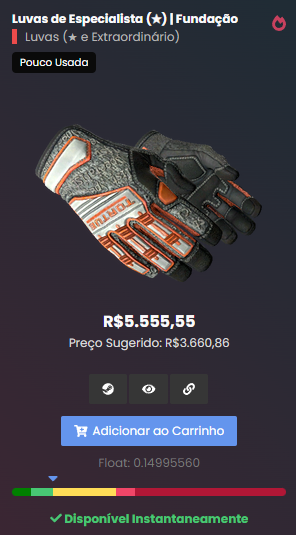 Luvas de Especialista (★) | Fundação
Luvas (★ e Extraordinário)
Pouco Usada
R$5.555,55
Preço Sugerido: R$3.660,86
Adicionar ao Carrinho
Float: 0.14995560
Disponível Instantaneamente